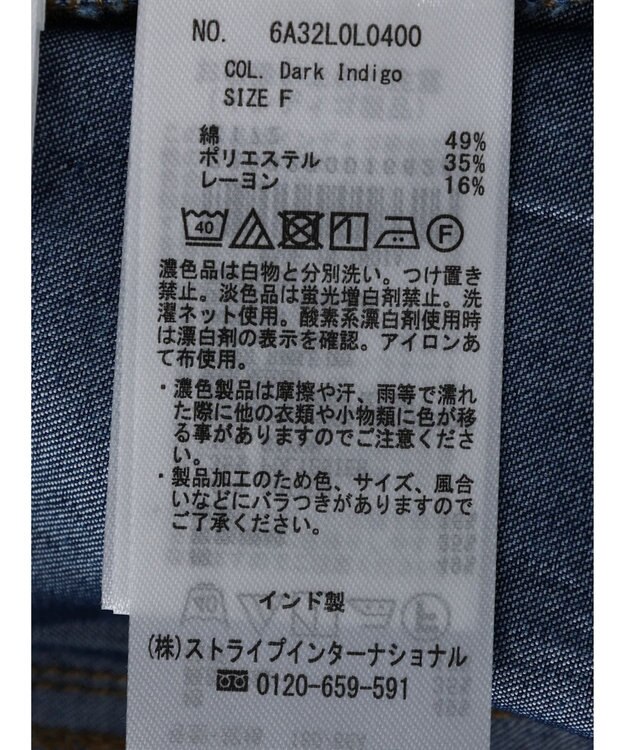 NO. 6A32L0L0400
COL. Dark Indigo
SIZE F
綿 49%
ポリエステル 35%
レーヨン 16%
40 F
濃色品は白物と分別洗い。つけ置き
禁止。淡色品は蛍光増白剤禁止。洗
濯ネット使用。酸素系漂白剤使用時
は漂白剤の表示を確認。アイロンあ
て布使用。
・濃色製品は摩擦や汗、雨等で濡れ
た際に他の衣類や小物類に色が移
る事がありますのでご注意くださ
い。
・製品加工のため色、サイズ、風合
いなどにバラつきがありますので
ご了承ください。
インド製
(株)ストライプインターナショナル
0120-659-591